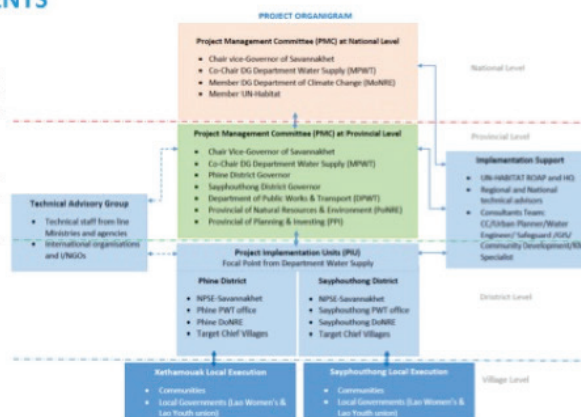 ENTS
PROJECT ORGANIGRAM
Project Management Committee (PMC) at National Level
• Chair vice-Governor of Savannakhet
• Co-Chair DG Department Water Supply (MPWT)
• Member DG Department of Climate Change (MoNRE)
• Member UN-Habitat
National Level
Provincial Level
Project Management Committee (PMC) at Provincial Level
• Chair Vice-Governor of Savannakhet
• Co-Chair DG Department Water Supply (MPWT)
• Phine District Governor
• Sayphouthong District Governor
• Department of Public Works & Transport (DPWT)
• Provincial of Natural Resources & Environment (PoNRE)
• Provincial of Planning & Investing (PPI)
Implementation Support
• UN-HABITAT ROAP and HQ.
• Regional and National
technical advisors
• Consultants Team:
CC/Urban Planner/Water
Engineer/ Safeguard /GIS/
Community Development/
Specialist
Technical Advisory Group
• Technical staff from line
Ministries and agencies
• International organisations
and I/NGOs
Project Implementation Units (PIU)
Focal Point from Department Water Supply
Phine District
• NPSE-Savannakhet
• Phine PWT office
• Phine DoNRE
• Target Chief Villages
Sayphouthong District
• NPSE-Savannakhet
• Sayphouthong PWT office
• Sayphouthong DoNRE
• Target Chief Villages
Dristrict Level
Xethamouak Local Execution
• Communities
• Local Governments (Lao Women's &
Lao Youth union)
Sayphouthong Local Execution
• Communities
• Local Governments (Lao Women's &
Lao Youth union)
Village Level